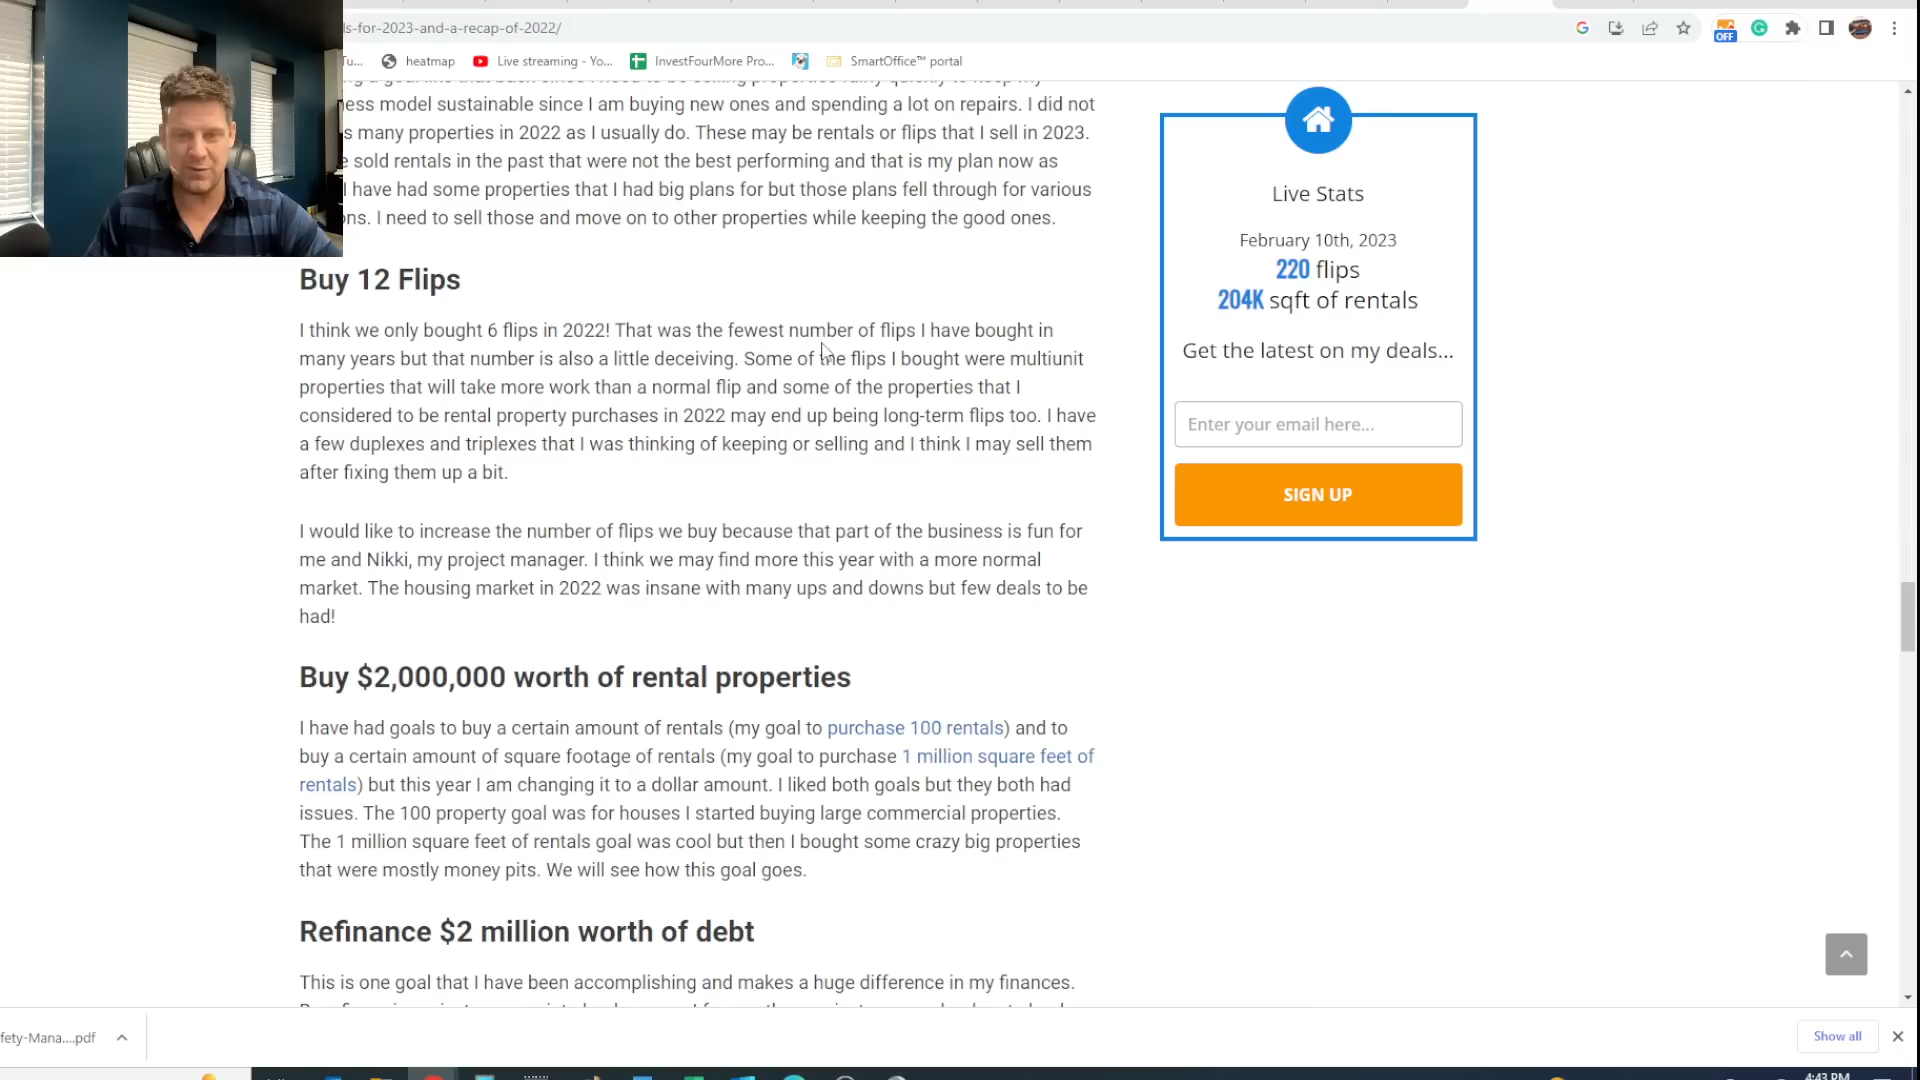 ls-for-2023-and-a-recap-of-2022/
OFF
Tu...
heatmap
Live streaming - Yo...
InvestFourMore Pro...
SmartOffice™ portal
ess model sustainable since I am buying new ones and spending a lot on repairs. I did not
s many properties in 2022 as I usually do. These may be rentals or flips that I sell in 2023.
e sold rentals in the past that were not the best performing and that is my plan now as
I have had some properties that I had big plans for but those plans fell through for various
ons. I need to sell those and move on to other properties while keeping the good ones.
Buy 12 Flips
I think we only bought 6 flips in 2022! That was the fewest number of flips I have bought in
many years but that number is also a little deceiving. Some of the flips I bought were multiunit
properties that will take more work than a normal flip and some of the properties that I
considered to be rental property purchases in 2022 may end up being long-term flips too. I have
a few duplexes and triplexes that I was thinking of keeping or selling and I think I may sell them
after fixing them up a bit.
I would like to increase the number of flips we buy because that part of the business is fun for
me and Nikki, my project manager. I think we may find more this year with a more normal
market. The housing market in 2022 was insane with many ups and downs but few deals to be
had!
Buy $2,000,000 worth of rental properties
I have had goals to buy a certain amount of rentals (my goal to purchase 100 rentals) and to
buy a certain amount of square footage of rentals (my goal to purchase 1 million square feet of
rentals) but this year I am changing it to a dollar amount. I liked both goals but they both had
issues. The 100 property goal was for houses I started buying large commercial properties.
The 1 million square feet of rentals goal was cool but then I bought some crazy big properties
that were mostly money pits. We will see how this goal goes.
Refinance $2 million worth of debt
This is one goal that I have been accomplishing and makes a huge difference in my finances.
Live Stats
February 10th, 2023
220 flips
204K sqft of rentals
Get the latest on my deals...
Enter your email here...
SIGN UP
fety-Mana....pdf
Show all
4:43 PM